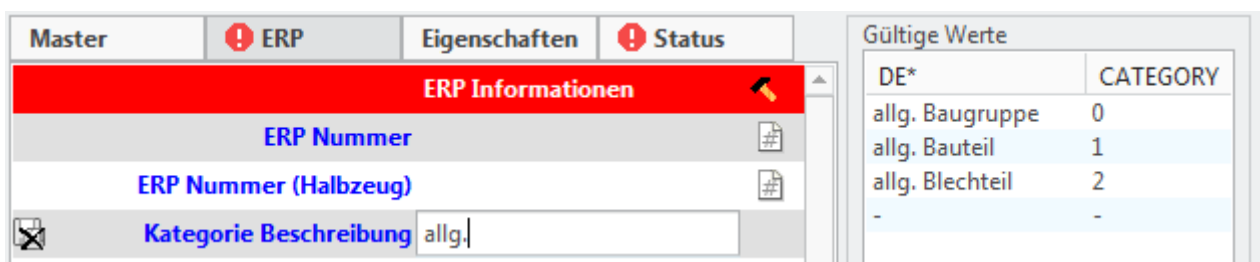 Master ERP Eigenschaften Status
ERP Informationen
ERP Nummer
ERP Nummer (Halbzeug)
Kategorie Beschreibung allg.
Gültige Werte
DE* CATEGORY
allg. Baugruppe 0
allg. Bauteil 1
allg. Blechteil 2
- -